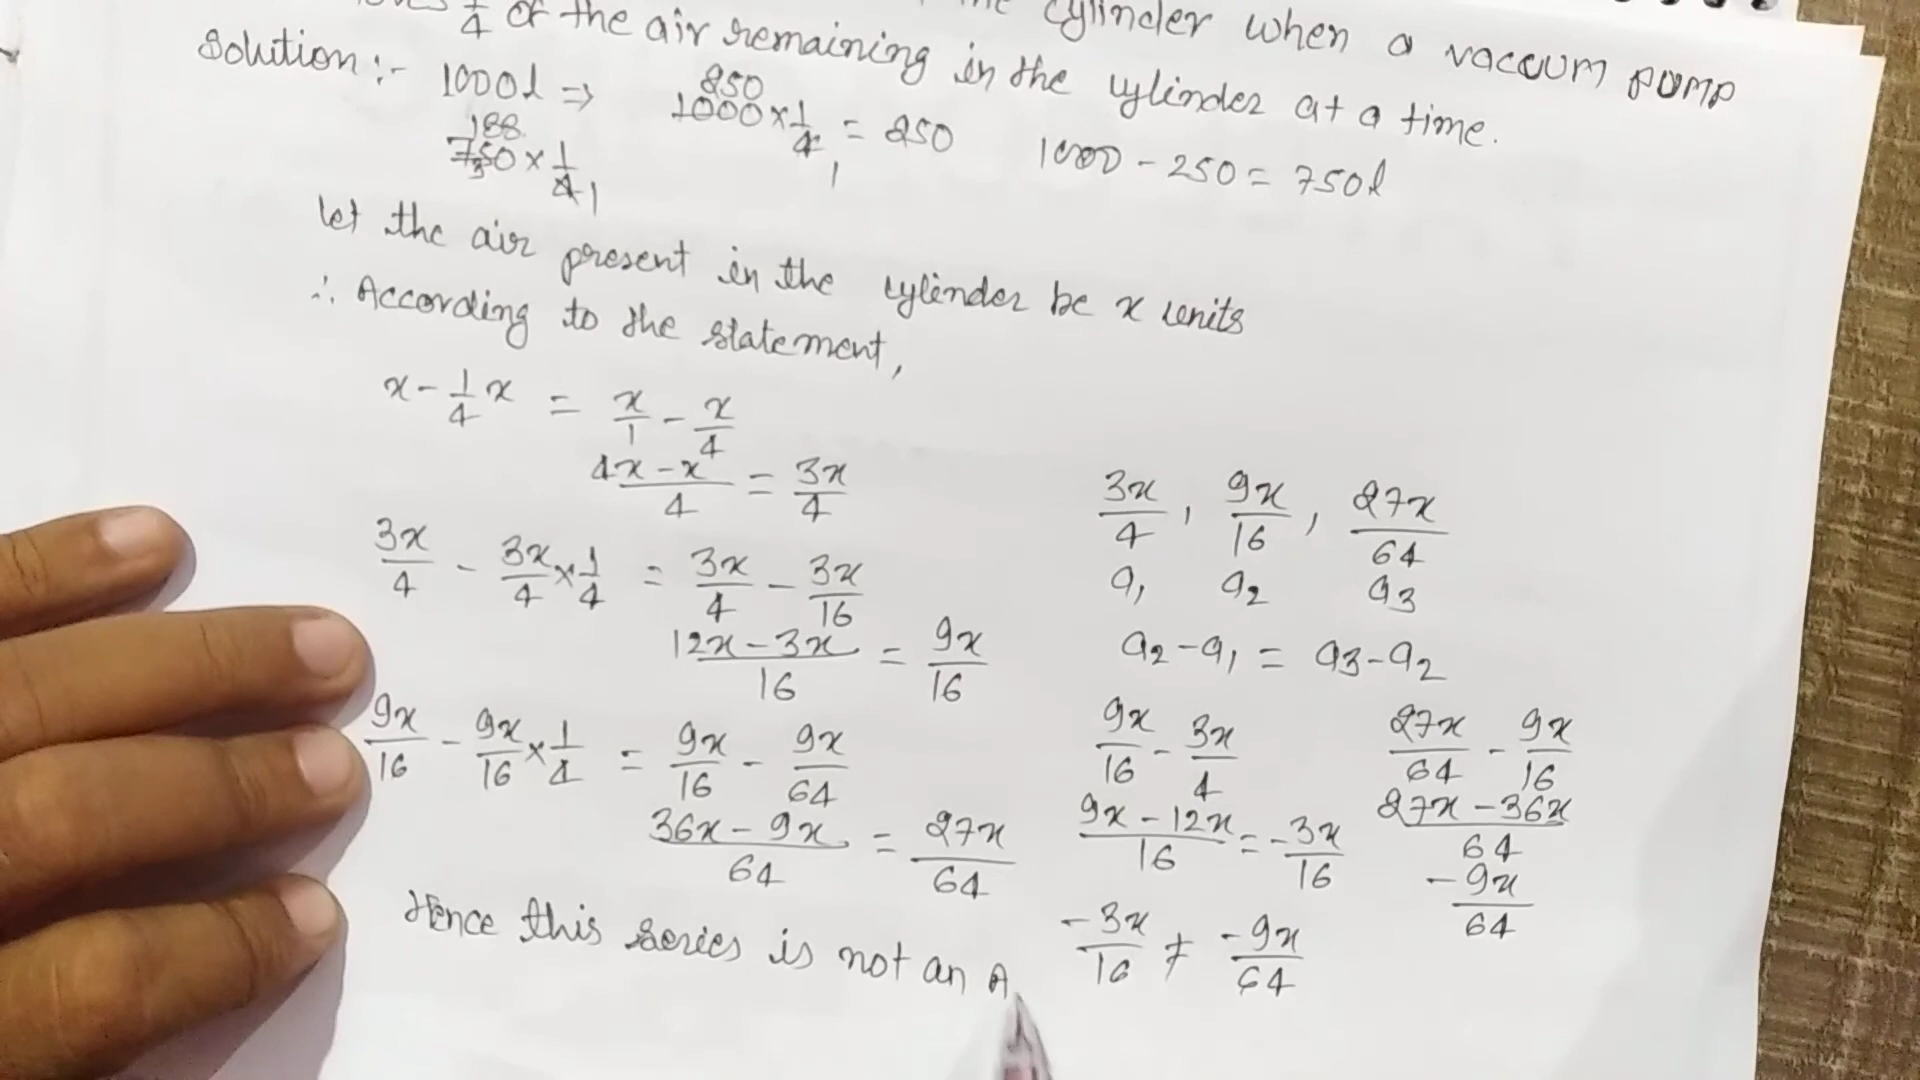 1/4 of the air remaining in the cylinder when a vacuum pump
cylinder at a time.
Solution :- 1000l ⇒ 1000 × 1/4 = 250 1000 - 250 = 750l
250
188
750 × 1/4
Let the air present in the cylinder be x units
∴ According to the statement,
x - 1/4 x = x/1 - x/4
4x - x/4 = 3x/4
3x/4 - 3x/4 × 1/4 = 3x/4 - 3x/16
12x - 3x/16 = 9x/16
9x/16 - 9x/16 × 1/4 = 9x/16 - 9x/64
36x - 9x/64 = 27x/64
Hence this series is not an A
3x/4 , 9x/16 , 27x/64
a1 a2 a3
a2 - a1 = a3 - a2
9x/16 - 3x/4 27x/64 - 9x/16
9x - 12x/16 = -3x/16 27x - 36x/64
-9x/64
-3x/16 ≠ -9x/64